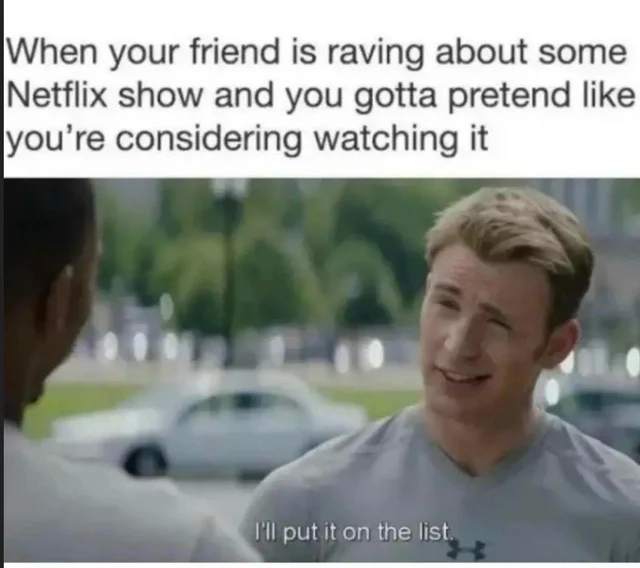 When your friend is raving about some
Netflix show and you gotta pretend like
you're considering watching it
I'll put it on the list.